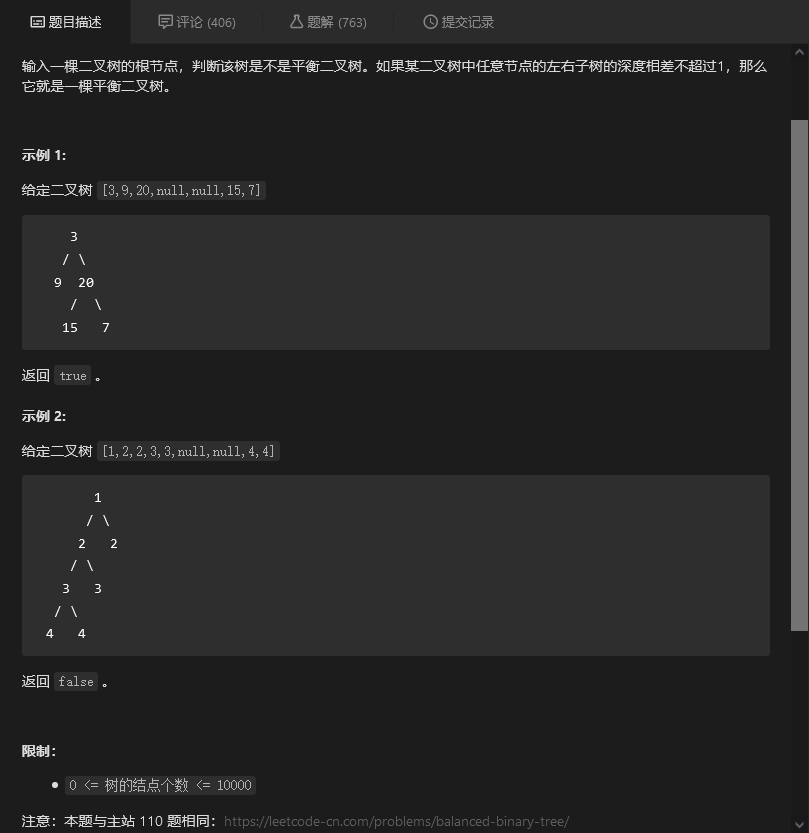 题目描述 评论 (406) 题解 (763) 提交记录
输入一棵二叉树的根节点，判断该树是不是平衡二叉树。如果某二叉树中任意节点的左右子树的深度相差不超过1，那么
它就是一棵平衡二叉树。
示例 1:
给定二叉树 [3,9,20,null,null,15,7]
3
/ \
9 20
/ \
15 7
返回 true 。
示例 2:
给定二叉树 [1,2,2,3,3,null,null,4,4]
1
/ \
2 2
/ \
3 3
/ \
4 4
返回 false 。
限制：
• 0 <= 树的结点个数 <= 10000
注意：本题与主站 110 题相同：https://leetcode-cn.com/problems/balanced-binary-tree/